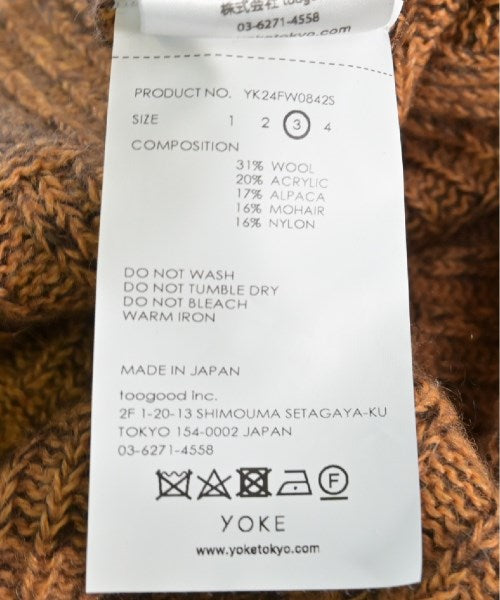 株式会社 toogo
03-6271-4558
yoketokyo.com
PRODUCT NO. YK24FW0842S
SIZE 1 2 3 4
COMPOSITION
31% WOOL
20% ACRYLIC
17% ALPACA
16% MOHAIR
16% NYLON
DO NOT WASH
DO NOT TUMBLE DRY
DO NOT BLEACH
WARM IRON
MADE IN JAPAN
toogood inc.
2F 1-20-13 SHIMOUMA SETAGAYA-KU
TOKYO 154-0002 JAPAN
03-6271-4558
F
YOKE
www.yoketokyo.com